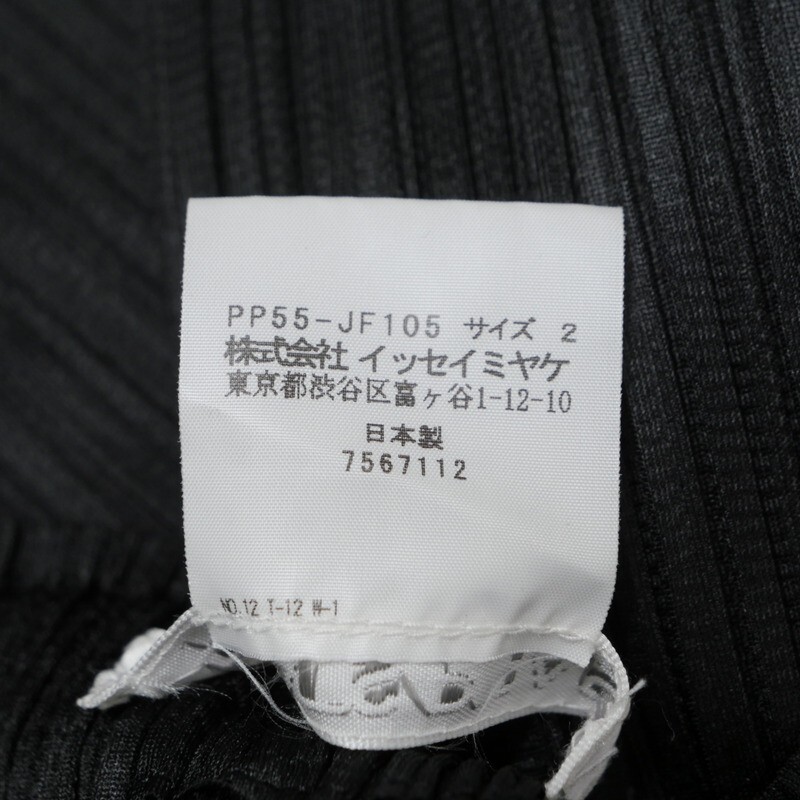 PP55-JF105 サイズ 2
株式会社 イッセイミヤケ
東京都渋谷区富ヶ谷1-12-10
日本製
7567112
NO.12 T-12 W-1